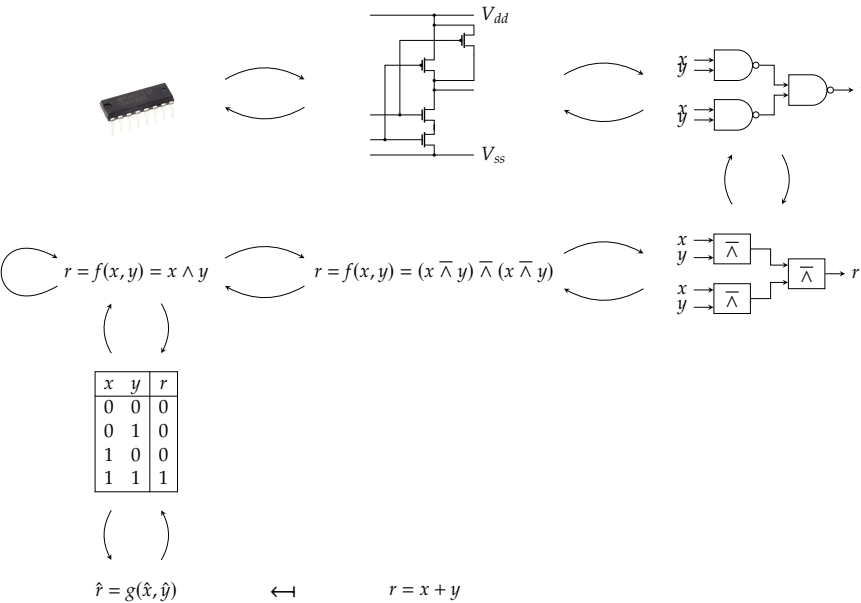 V_dd
x
y
x
y
V_ss
r = f(x, y) = x ∧ y
r = f(x, y) = (x ⊼ y) ⊼ (x ⊼ y)
x
y
⊼
x
y
⊼
⊼
r
x y r
0 0 0
0 1 0
1 0 0
1 1 1
r̂ = g(x̂, ŷ) ↤ r = x + y